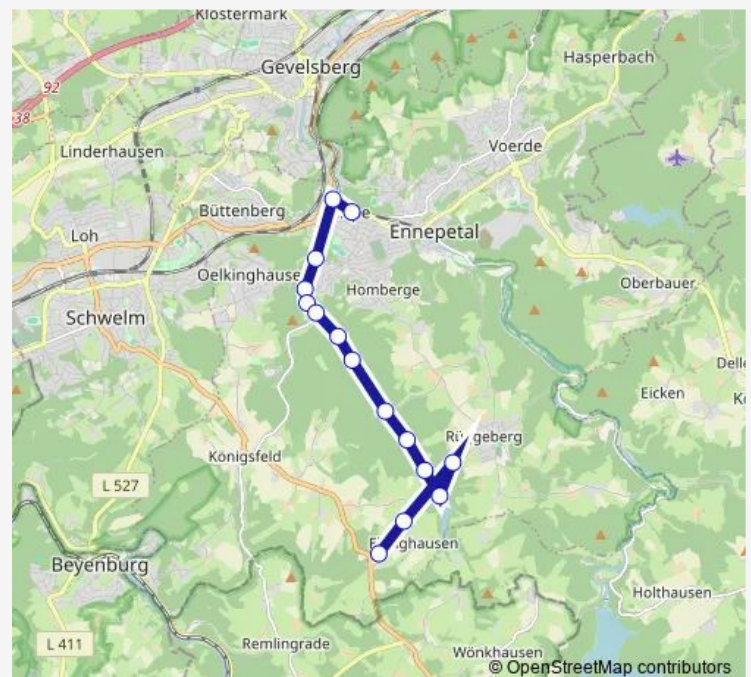 Klostermark
Gevelsberg
Hasperbach
92
38
Linderhausen
Voerde
Büttenberg
Ennepetal
Loh
Oelkinghause
Oberbauer
Homberge
Schwelm
Delle
Eicken
Königsfeld
L 527
Beyenburg
Holthausen
L 411
Remlingrade
Wönkhausen
© OpenStreetMap contributors